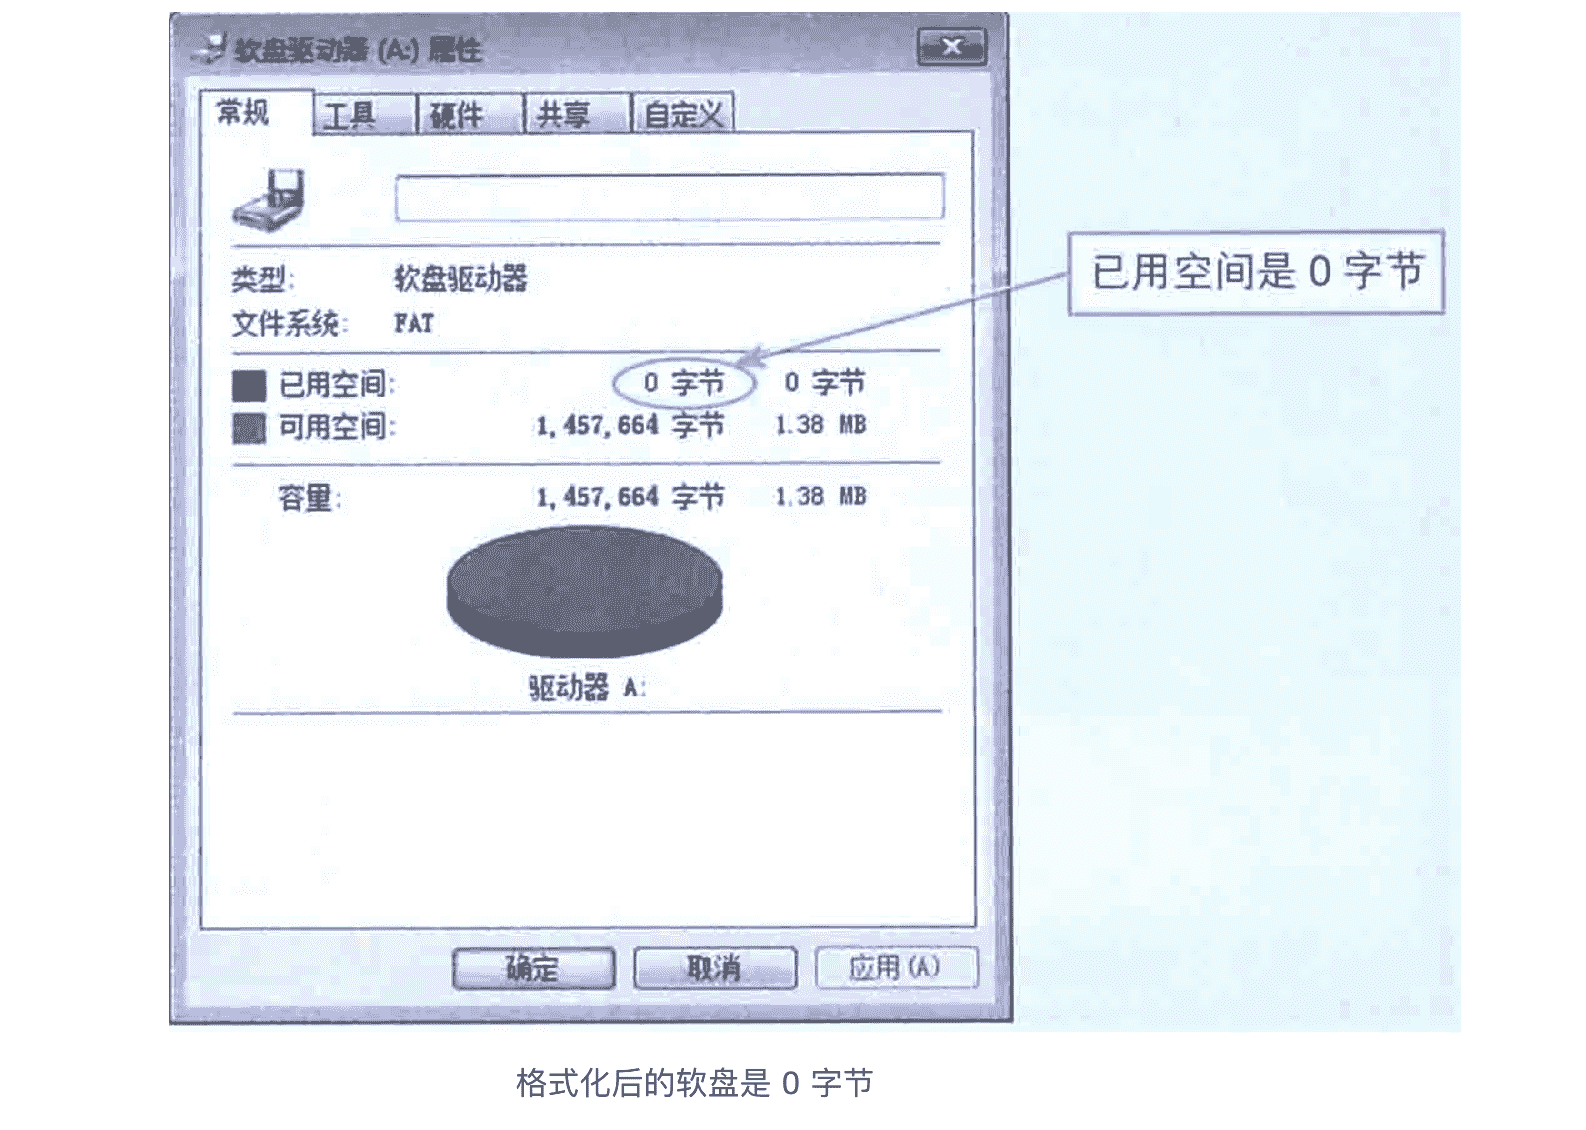 软盘驱动器 (A:) 属性
常规 工具 硬件 共享 自定义
已用空间是 0 字节
类型: 软盘驱动器
文件系统: FAT
已用空间: 0 字节 0 字节
可用空间: 1,457,664 字节 1.38 MB
容量: 1,457,664 字节 1.38 MB
驱动器 A:
确定 取消 应用(A)
格式化后的软盘是 0 字节